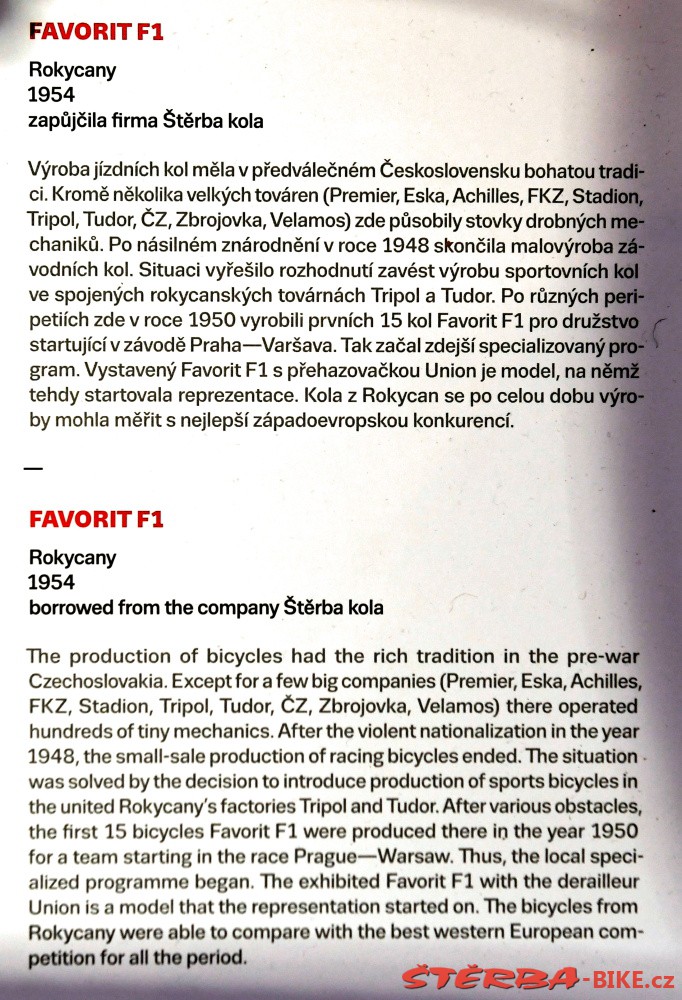 FAVORIT F1
Rokycany
1954
zapůjčila firma Štěrba kola
Výroba jízdních kol měla v předválečném Československu bohatou tradi-
ci. Kromě několika velkých továren (Premier, Eska, Achilles, FKZ, Stadion,
Tripol, Tudor, ČZ, Zbrojovka, Velamos) zde působily stovky drobných me-
chaniků. Po násilném znárodnění v roce 1948 skončila malovýroba zá-
vodních kol. Situaci vyřešilo rozhodnutí zavést výrobu sportovních kol
ve spojených rokycanských továrnách Tripol a Tudor. Po různých peri-
petiích zde v roce 1950 vyrobili prvních 15 kol Favorit F1 pro družstvo
startující v závodě Praha—Varšava. Tak začal zdejší specializovaný pro-
gram. Vystavený Favorit F1 s přehazovačkou Union je model, na němž
tehdy startovala reprezentace. Kola z Rokycan se po celou dobu výro-
by mohla měřit s nejlepší západoevropskou konkurencí.
—
FAVORIT F1
Rokycany
1954
borrowed from the company Štěrba kola
The production of bicycles had the rich tradition in the pre-war
Czechoslovakia. Except for a few big companies (Premier, Eska, Achilles,
FKZ, Stadion, Tripol, Tudor, ČZ, Zbrojovka, Velamos) there operated
hundreds of tiny mechanics. After the violent nationalization in the year
1948, the small-sale production of racing bicycles ended. The situation
was solved by the decision to introduce production of sports bicycles in
the united Rokycany's factories Tripol and Tudor. After various obstacles,
the first 15 bicycles Favorit F1 were produced there in the year 1950
for a team starting in the race Prague—Warsaw. Thus, the local speci-
alized programme began. The exhibited Favorit F1 with the derailleur
Union is a model that the representation started on. The bicycles from
Rokycany were able to compare with the best western European com-
petition for all the period.
ŠTĚRBA-BIKE.cz